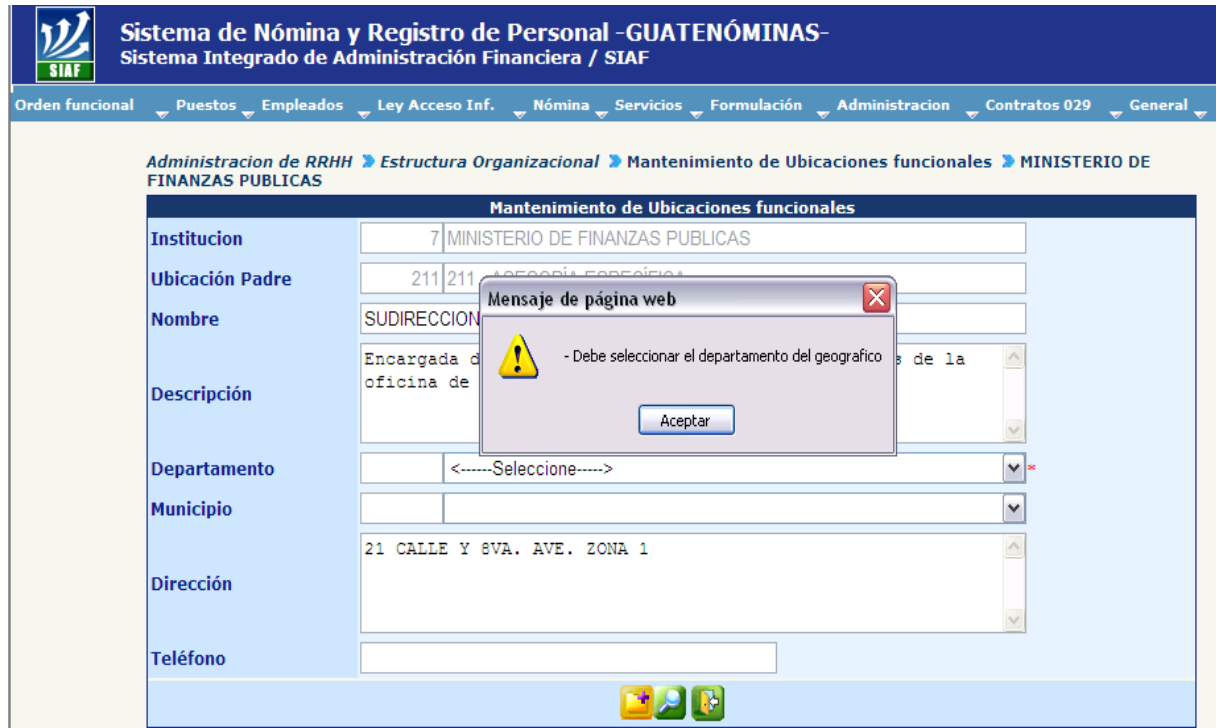 Sistema de Nómina y Registro de Personal -GUATENÓMINAS-
Sistema Integrado de Administración Financiera / SIAF
SIAF
Orden funcional Puestos Empleados Ley Acceso Inf. Nómina Servicios Formulación Administracion Contratos 029 General
Administracion de RRHH Estructura Organizacional Mantenimiento de Ubicaciones funcionales MINISTERIO DE
FINANZAS PUBLICAS
Mantenimiento de Ubicaciones funcionales
Institucion 7 MINISTERIO DE FINANZAS PUBLICAS
Ubicación Padre 211 211
Mensaje de página web
Nombre SUDIRECCION
- Debe seleccionar el departamento del geografico
Aceptar
Descripción Encargada de la
oficina de
Departamento <------Seleccione-----> *
Municipio
Dirección 21 CALLE Y 8VA. AVE. ZONA 1
Teléfono